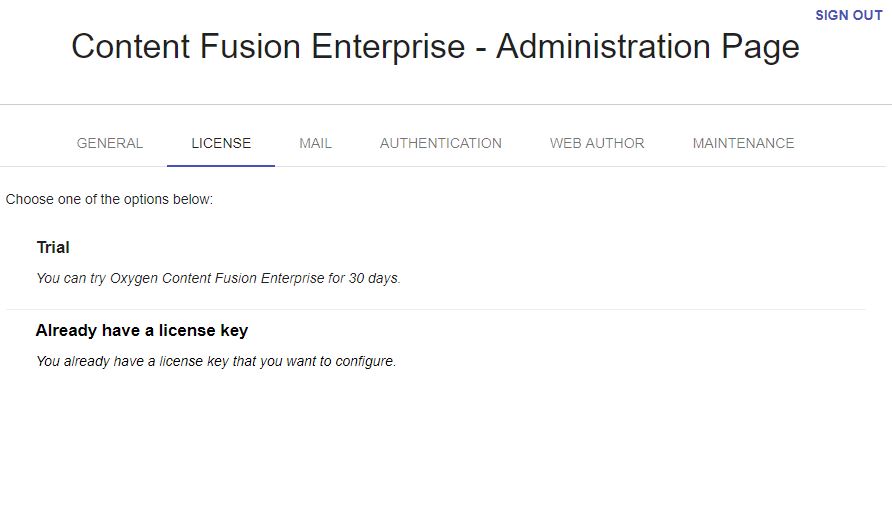 SIGN OUT
Content Fusion Enterprise - Administration Page
GENERAL LICENSE MAIL AUTHENTICATION WEB AUTHOR MAINTENANCE
Choose one of the options below:
Trial
You can try Oxygen Content Fusion Enterprise for 30 days.
Already have a license key
You already have a license key that you want to configure.